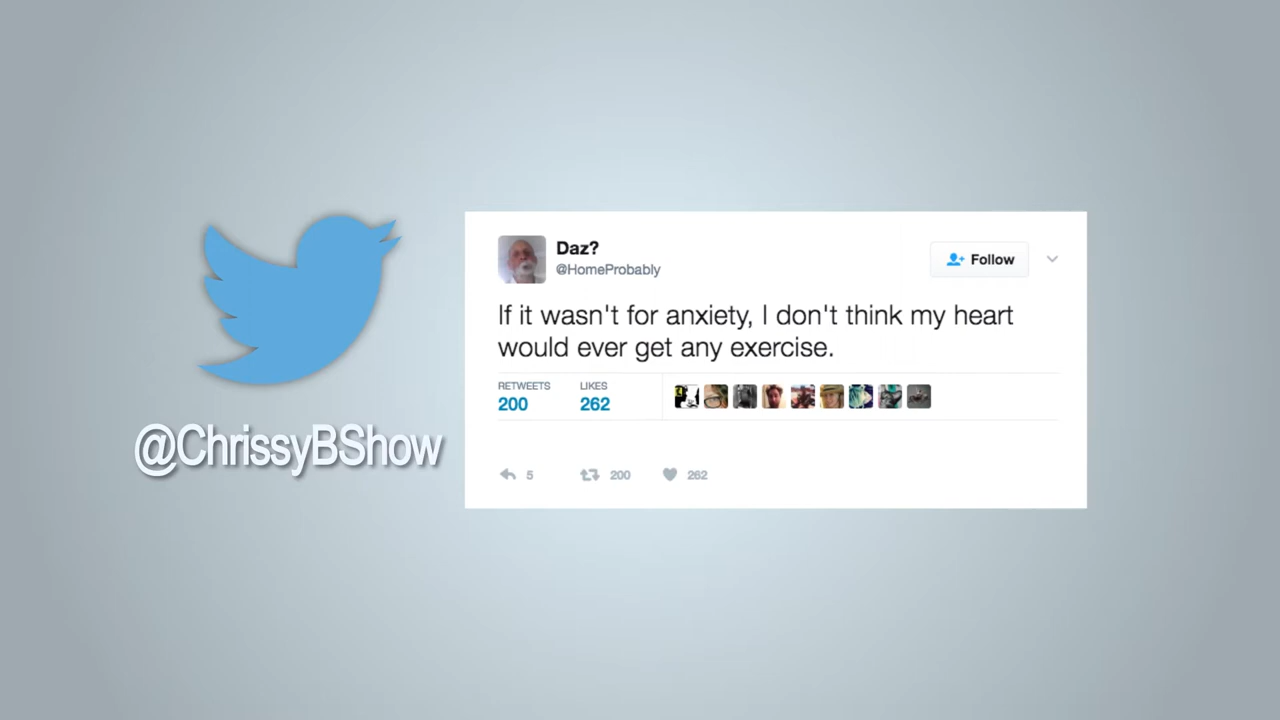 @ChrissyBShow
Daz?
@HomeProbably
Follow
If it wasn't for anxiety, I don't think my heart
would ever get any exercise.
RETWEETS LIKES
200 262
5 200 262